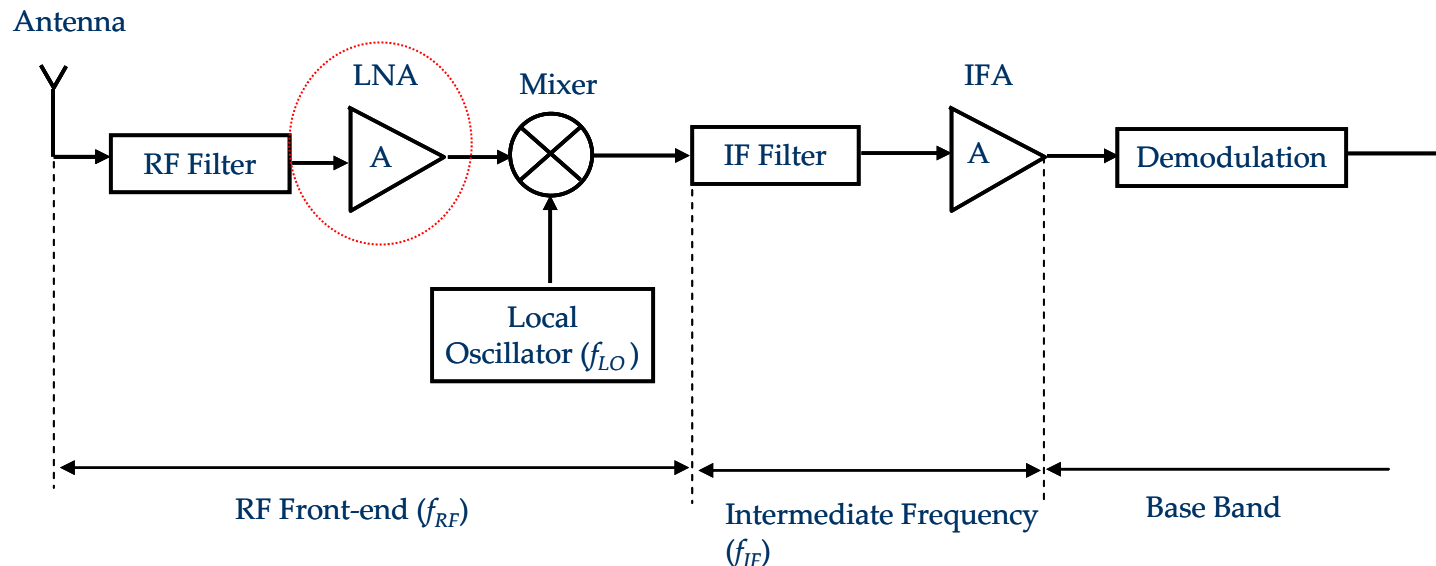 Antenna
LNA
Mixer
IFA
RF Filter
A
IF Filter
A
Demodulation
Local
Oscillator (fLO)
RF Front-end (fRF)
Intermediate Frequency
(fIF)
Base Band